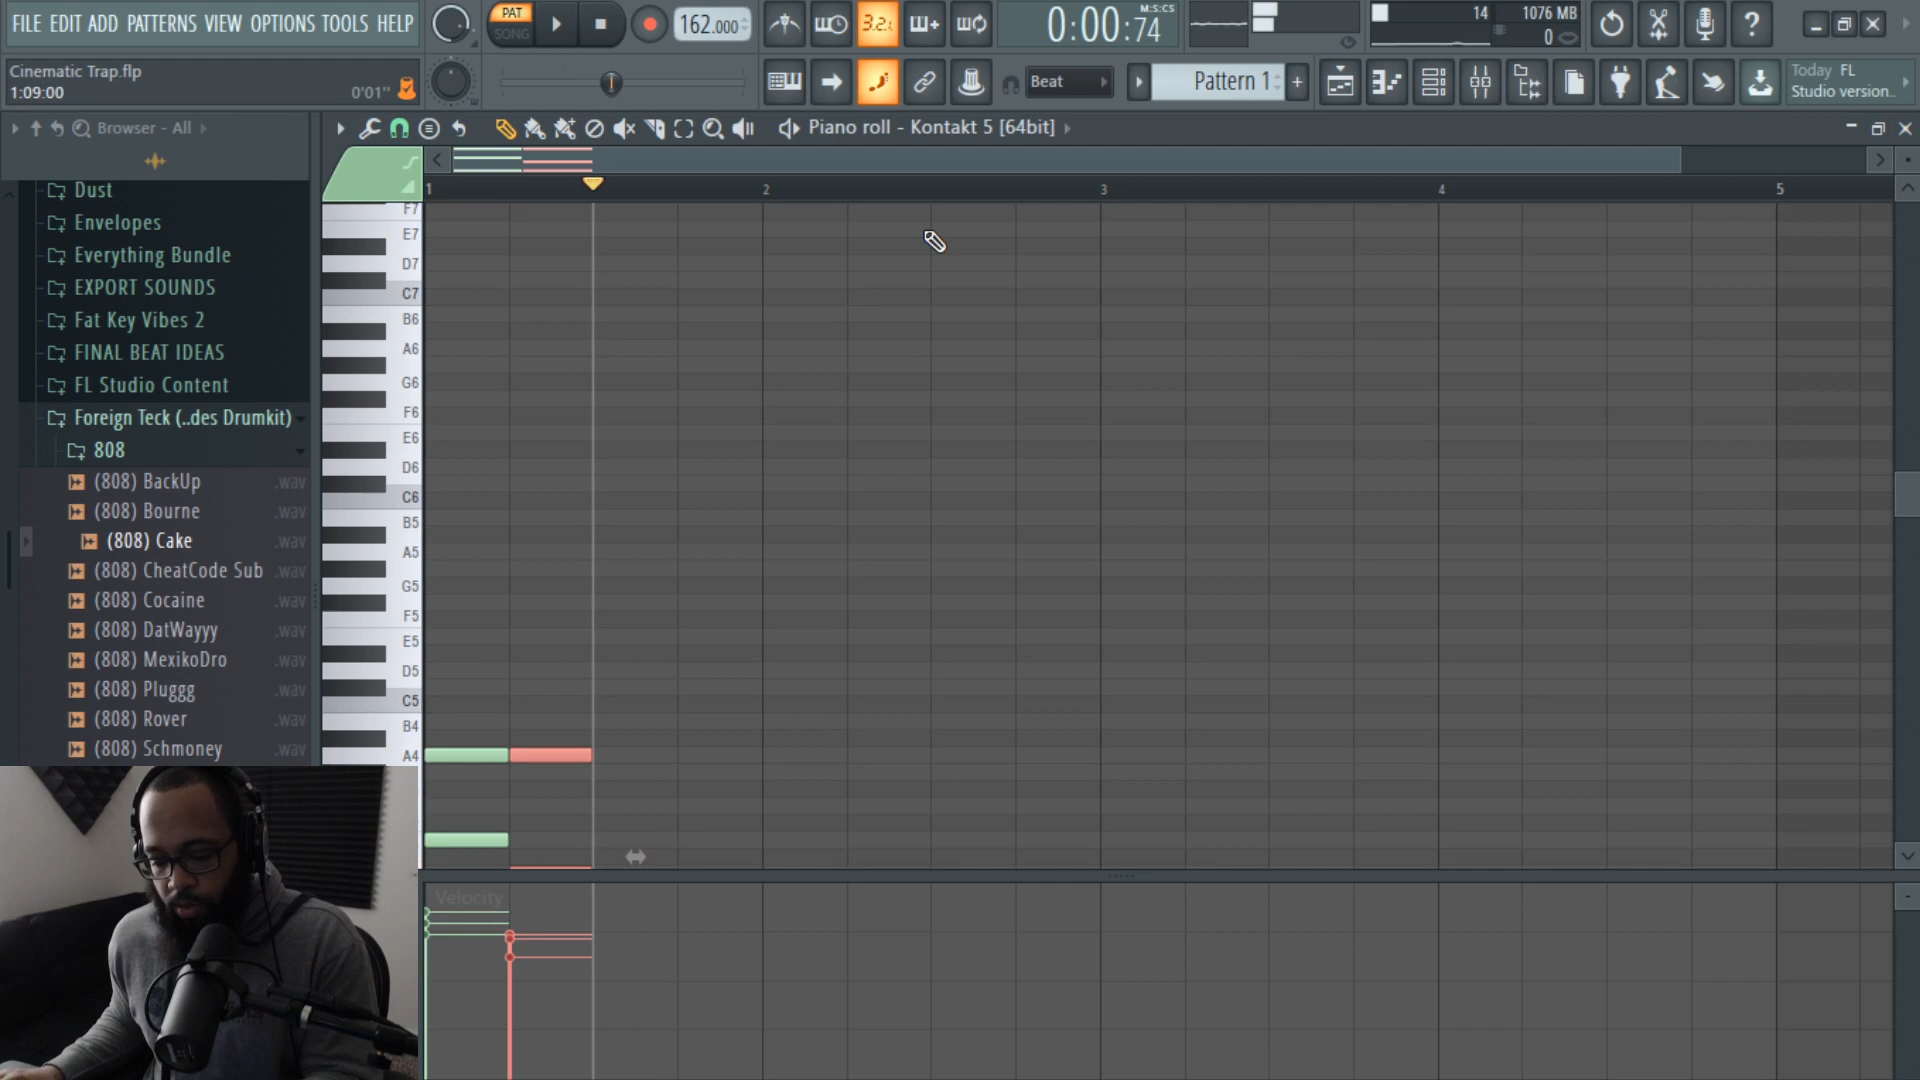 FILE EDIT ADD PATTERNS VIEW OPTIONS TOOLS HELP
PAT
SONG
162.000
3.2.
0:00:74
M:S:CS
14
1076 MB
0
Cinematic Trap.flp
1:09:00
0'01"
Beat
Pattern 1
+
Today FL
Studio version..
Browser - All
Piano roll - Kontakt 5 [64bit]
1
2
3
4
5
Dust
Envelopes
Everything Bundle
EXPORT SOUNDS
Fat Key Vibes 2
FINAL BEAT IDEAS
FL Studio Content
Foreign Teck (..des Drumkit)
808
(808) BackUp .wav
(808) Bourne .wav
(808) Cake .wav
(808) CheatCode Sub .wav
(808) Cocaine .wav
(808) DatWayyy .wav
(808) MexikoDro .wav
(808) Pluggg .wav
(808) Rover .wav
(808) Schmoney .wav
F7
E7
D7
C7
B6
A6
G6
F6
E6
D6
C6
B5
A5
G5
F5
E5
D5
C5
B4
A4
Velocity